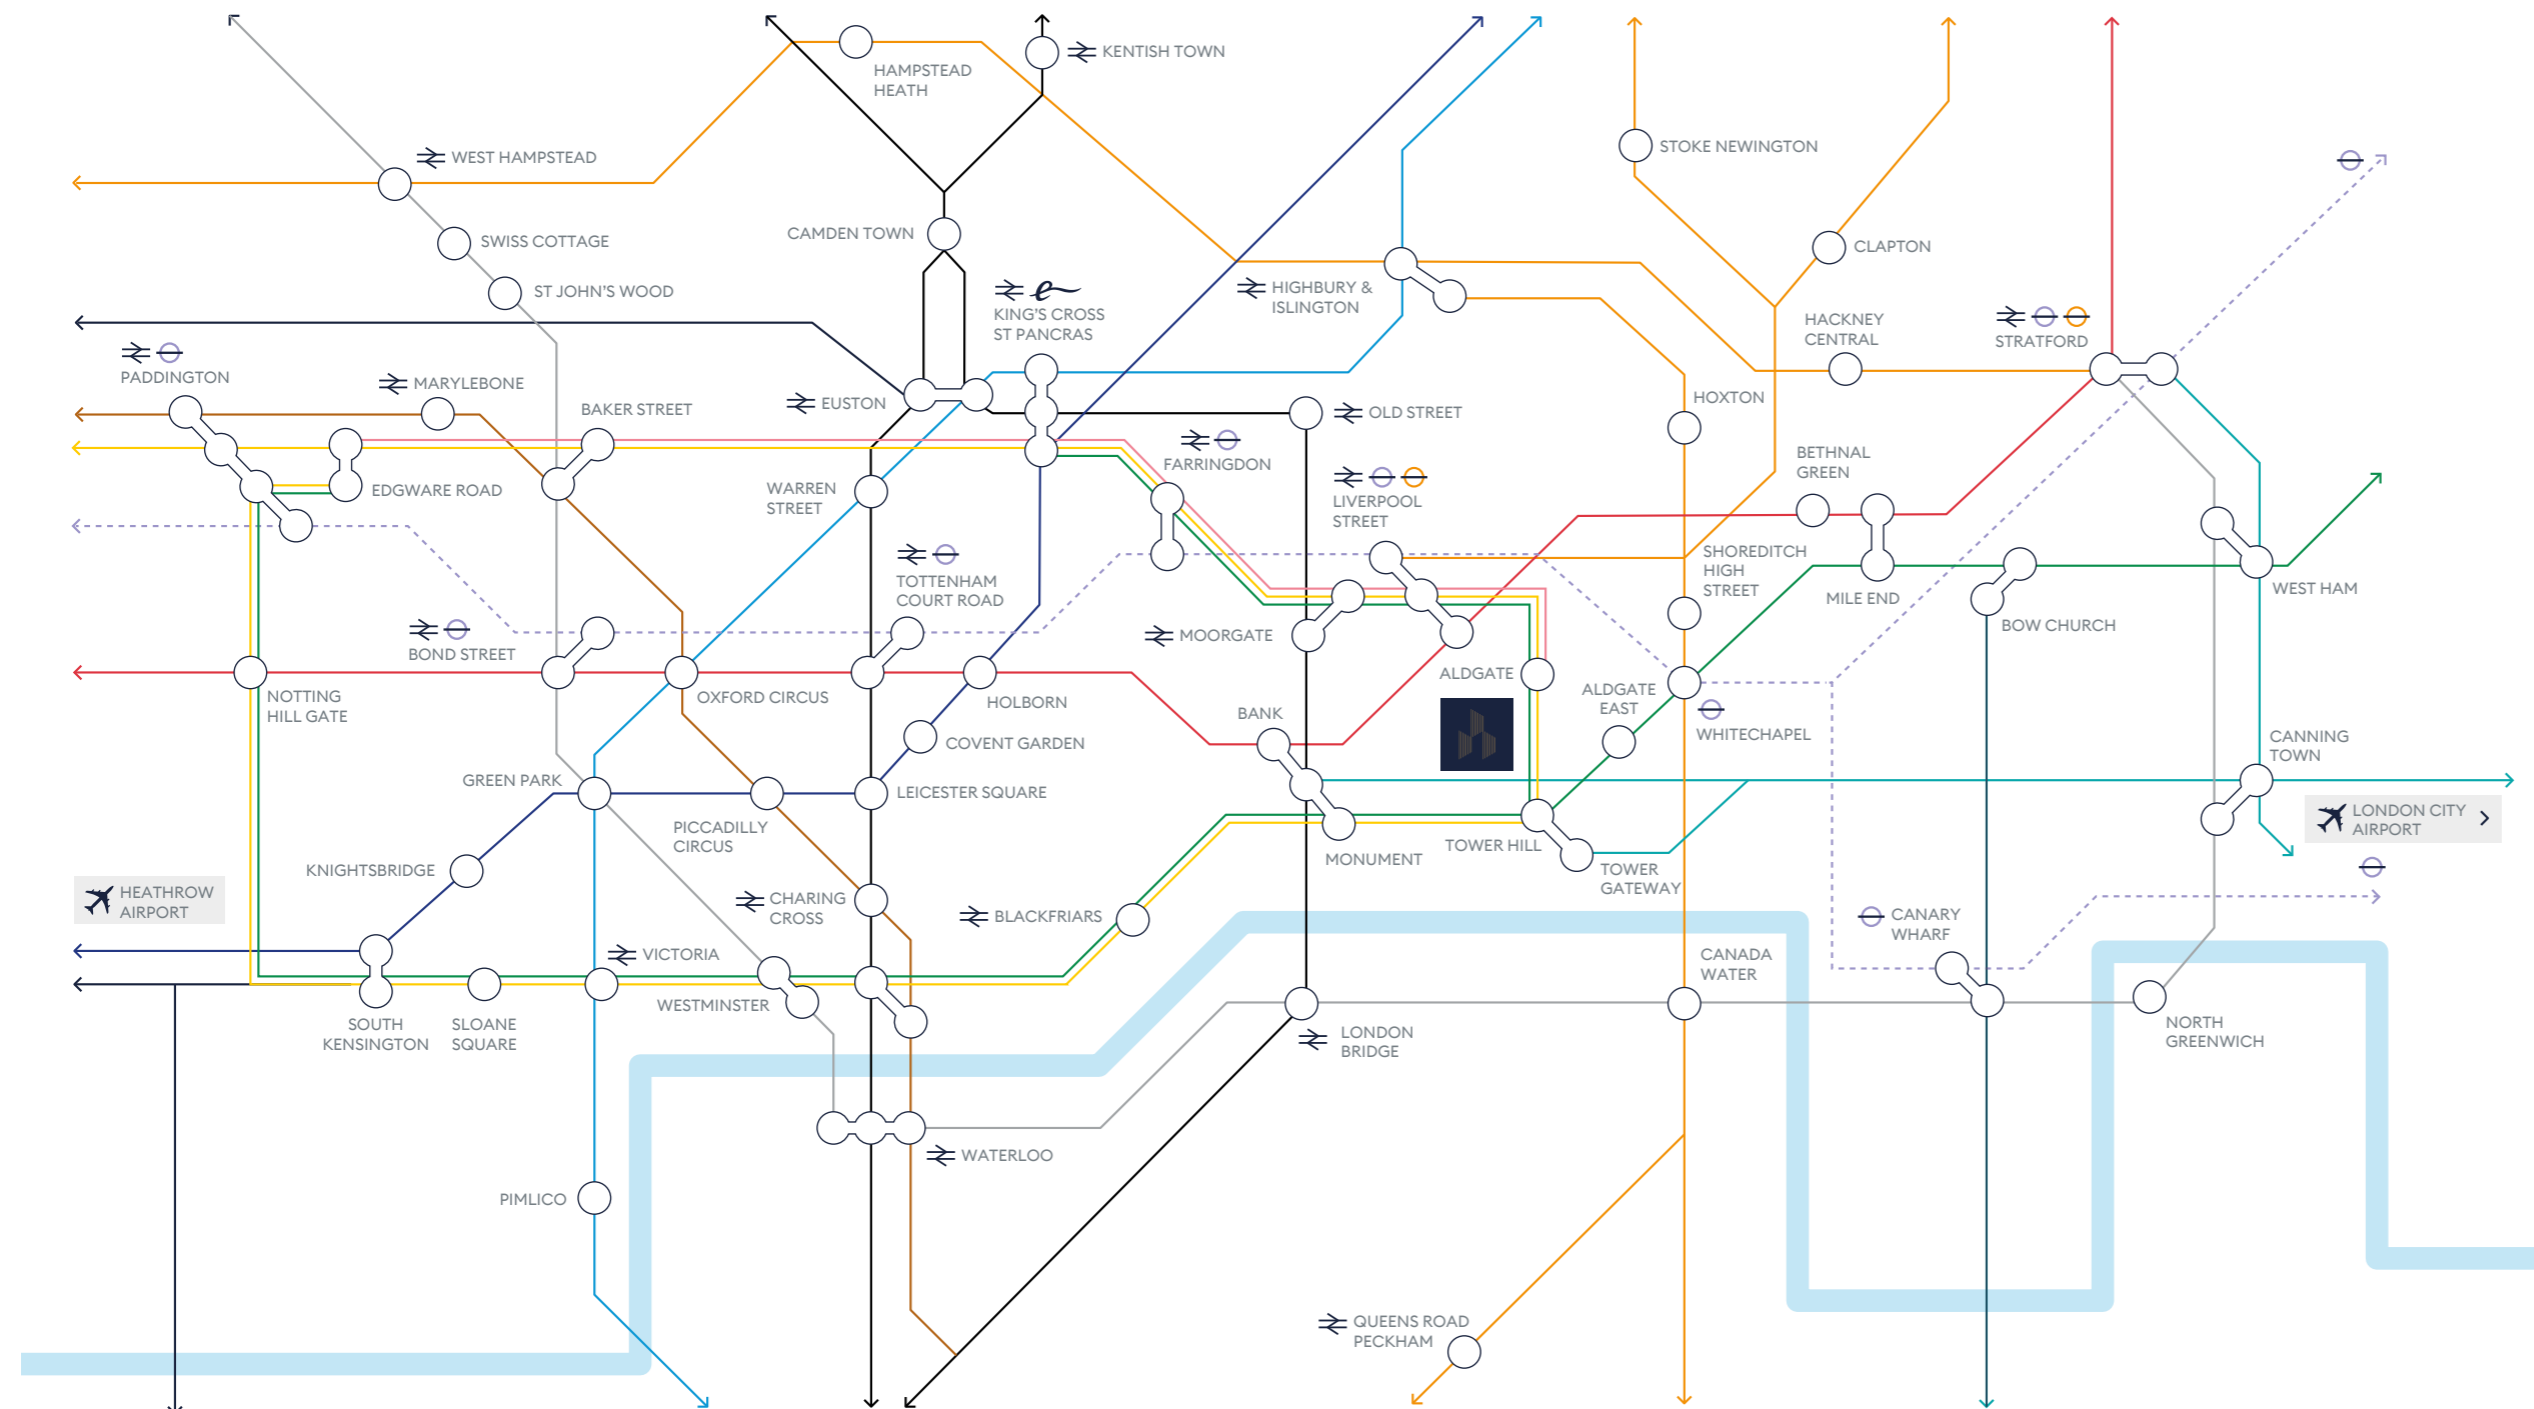 KENTISH TOWN
HAMPSTEAD
HEATH
STOKE NEWINGTON
WEST HAMPSTEAD
CAMDEN TOWN
SWISS COTTAGE
CLAPTON
ST JOHN'S WOOD
KING'S CROSS
ST PANCRAS
HIGHBURY &
ISLINGTON
HACKNEY
CENTRAL
STRATFORD
PADDINGTON
MARYLEBONE
BAKER STREET
EUSTON
OLD STREET
HOXTON
EDGWARE ROAD
WARREN
STREET
FARRINGDON
LIVERPOOL
STREET
BETHNAL
GREEN
TOTTENHAM
COURT ROAD
SHOREDITCH
HIGH
STREET
MILE END
WEST HAM
BOND STREET
MOORGATE
BOW CHURCH
NOTTING
HILL GATE
OXFORD CIRCUS
HOLBORN
ALDGATE
ALDGATE
EAST
BANK
COVENT GARDEN
WHITECHAPEL
CANNING
TOWN
GREEN PARK
LEICESTER SQUARE
PICCADILLY
CIRCUS
MONUMENT
TOWER HILL
TOWER
GATEWAY
LONDON CITY
AIRPORT
KNIGHTSBRIDGE
HEATHROW
AIRPORT
CHARING
CROSS
BLACKFRIARS
CANARY
WHARF
VICTORIA
WESTMINSTER
CANADA
WATER
SOUTH
KENSINGTON
SLOANE
SQUARE
LONDON
BRIDGE
NORTH
GREENWICH
WATERLOO
PIMLICO
QUEENS ROAD
PECKHAM